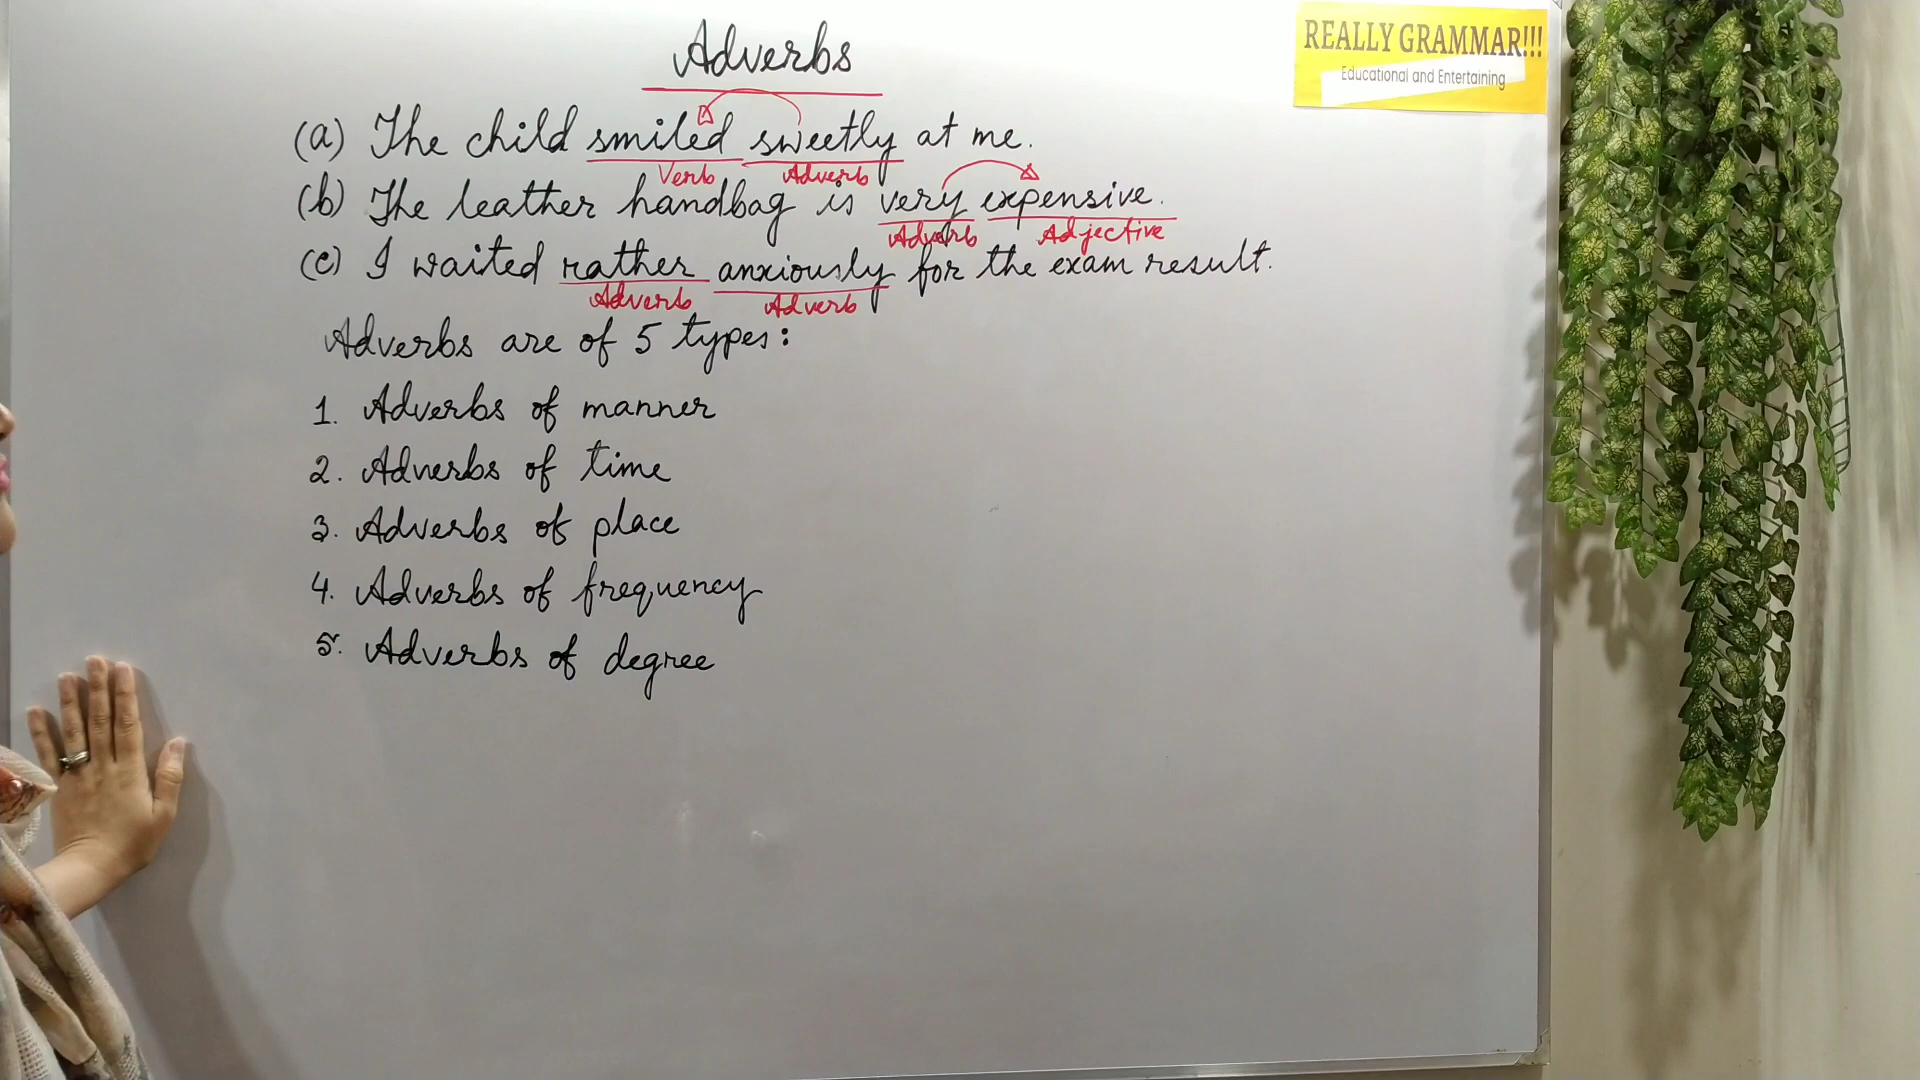 Adverbs
REALLY GRAMMAR!!!
Educational and Entertaining
(a) The child smiled sweetly at me.
Verb Adverb
(b) The leather handbag is very expensive.
Adverb Adjective
(c) I waited rather anxiously for the exam result.
Adverb Adverb
Adverbs are of 5 types:
1. Adverbs of manner
2. Adverbs of time
3. Adverbs of place
4. Adverbs of frequency
5. Adverbs of degree